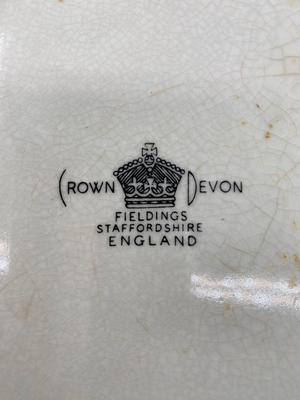 CROWN DEVON
FIELDINGS
STAFFORDSHIRE
ENGLAND